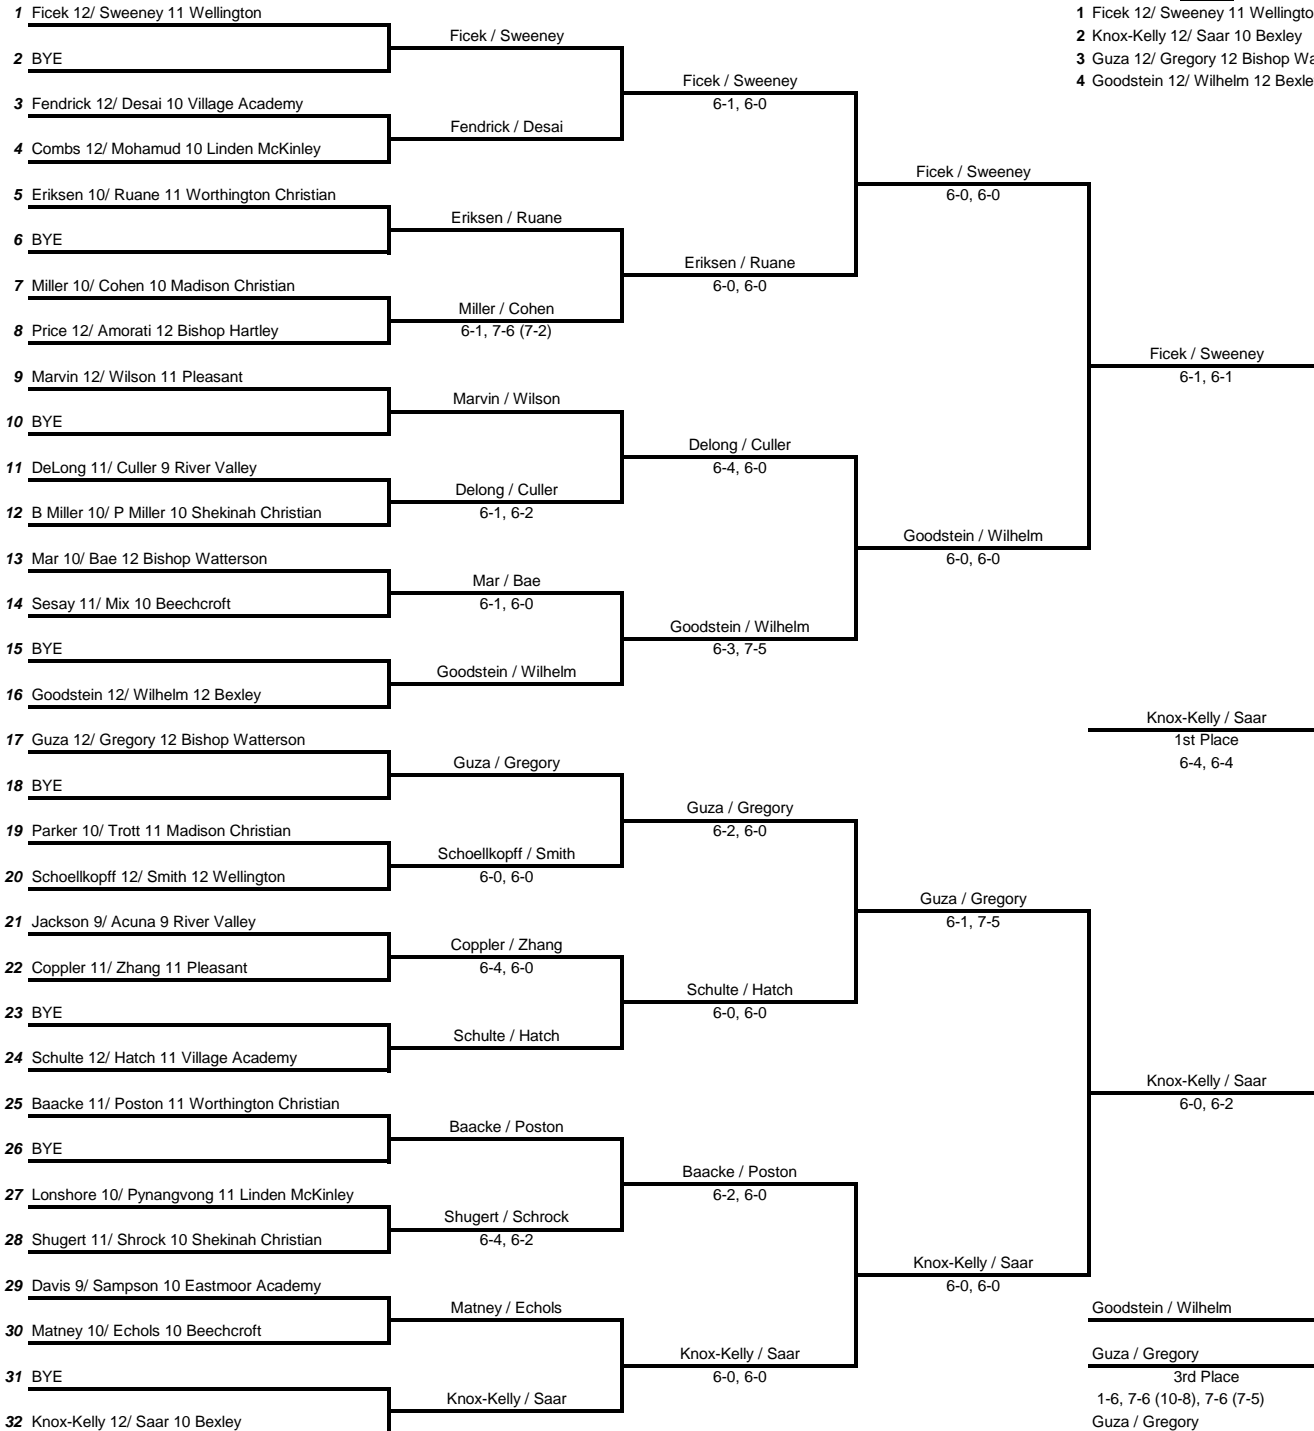 1 Ficek 12/ Sweeney 11 Wellington
2 BYE
3 Fendrick 12/ Desai 10 Village Academy
4 Combs 12/ Mohamud 10 Linden McKinley
5 Eriksen 10/ Ruane 11 Worthington Christian
6 BYE
7 Miller 10/ Cohen 10 Madison Christian
8 Price 12/ Amorati 12 Bishop Hartley
9 Marvin 12/ Wilson 11 Pleasant
10 BYE
11 DeLong 11/ Culler 9 River Valley
12 B Miller 10/ P Miller 10 Shekinah Christian
13 Mar 10/ Bae 12 Bishop Watterson
14 Sesay 11/ Mix 10 Beechcroft
15 BYE
16 Goodstein 12/ Wilhelm 12 Bexley
17 Guza 12/ Gregory 12 Bishop Watterson
18 BYE
19 Parker 10/ Trott 11 Madison Christian
20 Schoellkopff 12/ Smith 12 Wellington
21 Jackson 9/ Acuna 9 River Valley
22 Coppler 11/ Zhang 11 Pleasant
23 BYE
24 Schulte 12/ Hatch 11 Village Academy
25 Baacke 11/ Poston 11 Worthington Christian
26 BYE
27 Lonshore 10/ Pynangvong 11 Linden McKinley
28 Shugert 11/ Shrock 10 Shekinah Christian
29 Davis 9/ Sampson 10 Eastmoor Academy
30 Matney 10/ Echols 10 Beechcroft
31 BYE
32 Knox-Kelly 12/ Saar 10 Bexley
Ficek / Sweeney
Fendrick / Desai
Eriksen / Ruane
Miller / Cohen
6-1, 7-6 (7-2)
Marvin / Wilson
Delong / Culler
6-1, 6-2
Mar / Bae
6-1, 6-0
Goodstein / Wilhelm
Guza / Gregory
Schoellkopff / Smith
6-0, 6-0
Coppler / Zhang
6-4, 6-0
Schulte / Hatch
Baacke / Poston
Shugert / Schrock
6-4, 6-2
Matney / Echols
Knox-Kelly / Saar
Ficek / Sweeney
6-1, 6-0
Eriksen / Ruane
6-0, 6-0
Delong / Culler
6-4, 6-0
Goodstein / Wilhelm
6-3, 7-5
Guza / Gregory
6-2, 6-0
Schulte / Hatch
6-0, 6-0
Baacke / Poston
6-2, 6-0
Knox-Kelly / Saar
6-0, 6-0
Ficek / Sweeney
6-0, 6-0
Goodstein / Wilhelm
6-0, 6-0
Guza / Gregory
6-1, 7-5
Knox-Kelly / Saar
6-0, 6-0
1 Ficek 12/ Sweeney 11 Wellingto
2 Knox-Kelly 12/ Saar 10 Bexley
3 Guza 12/ Gregory 12 Bishop Wa
4 Goodstein 12/ Wilhelm 12 Bexle
Ficek / Sweeney
6-1, 6-1
Knox-Kelly / Saar
1st Place
6-4, 6-4
Knox-Kelly / Saar
6-0, 6-2
Goodstein / Wilhelm
Guza / Gregory
3rd Place
1-6, 7-6 (10-8), 7-6 (7-5)
Guza / Gregory